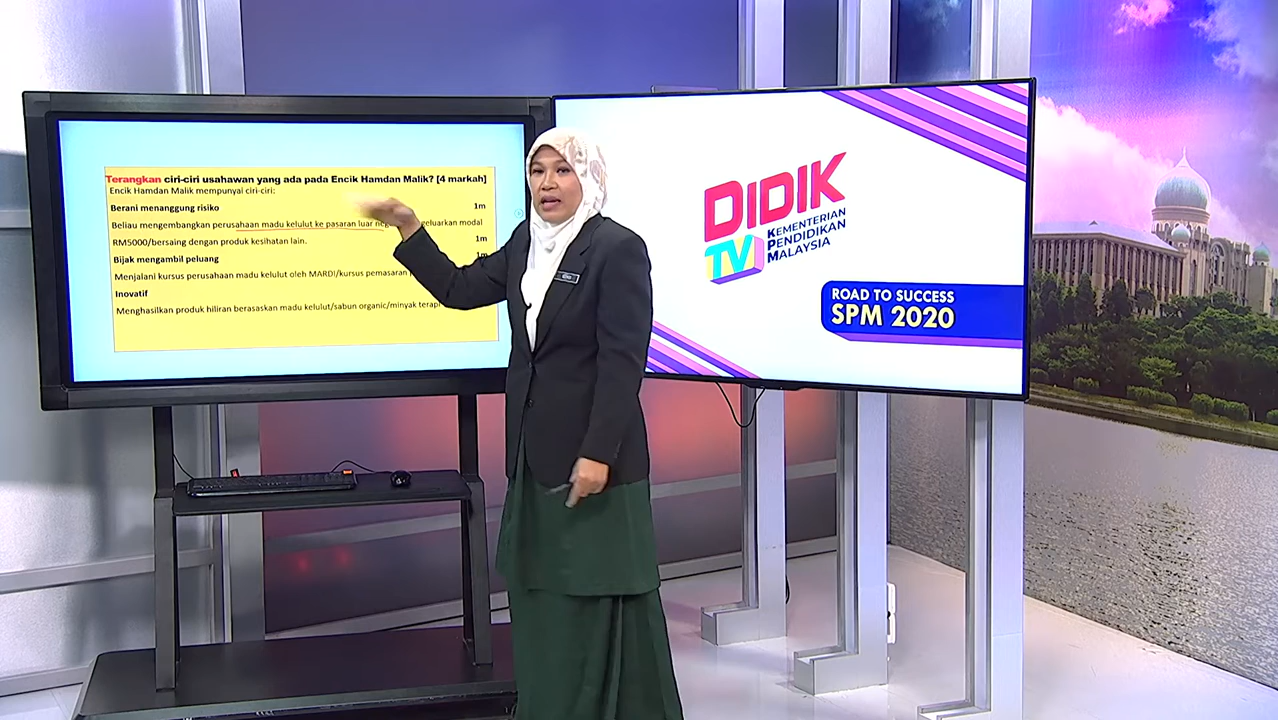 Terangkan ciri-ciri usahawan yang ada pada Encik Hamdan Malik? [4 markah]
Encik Hamdan Malik mempunyai ciri-ciri:
Berani menanggung risiko 1m
Beliau mengembangkan perusahaan madu kelulut ke pasaran luar modal
RM5000/bersaing dengan produk kesihatan lain. 1m
Bijak mengambil peluang 1m
Menjalani kursus perusahaan madu kelulut oleh MARDI/kursus pemasaran
Inovatif
Menghasilkan produk hiliran berasaskan madu kelulut/sabun organic/minyak
DIDIK
TV
KEMENTERIAN
PENDIDIKAN
MALAYSIA
ROAD TO SUCCESS
SPM 2020